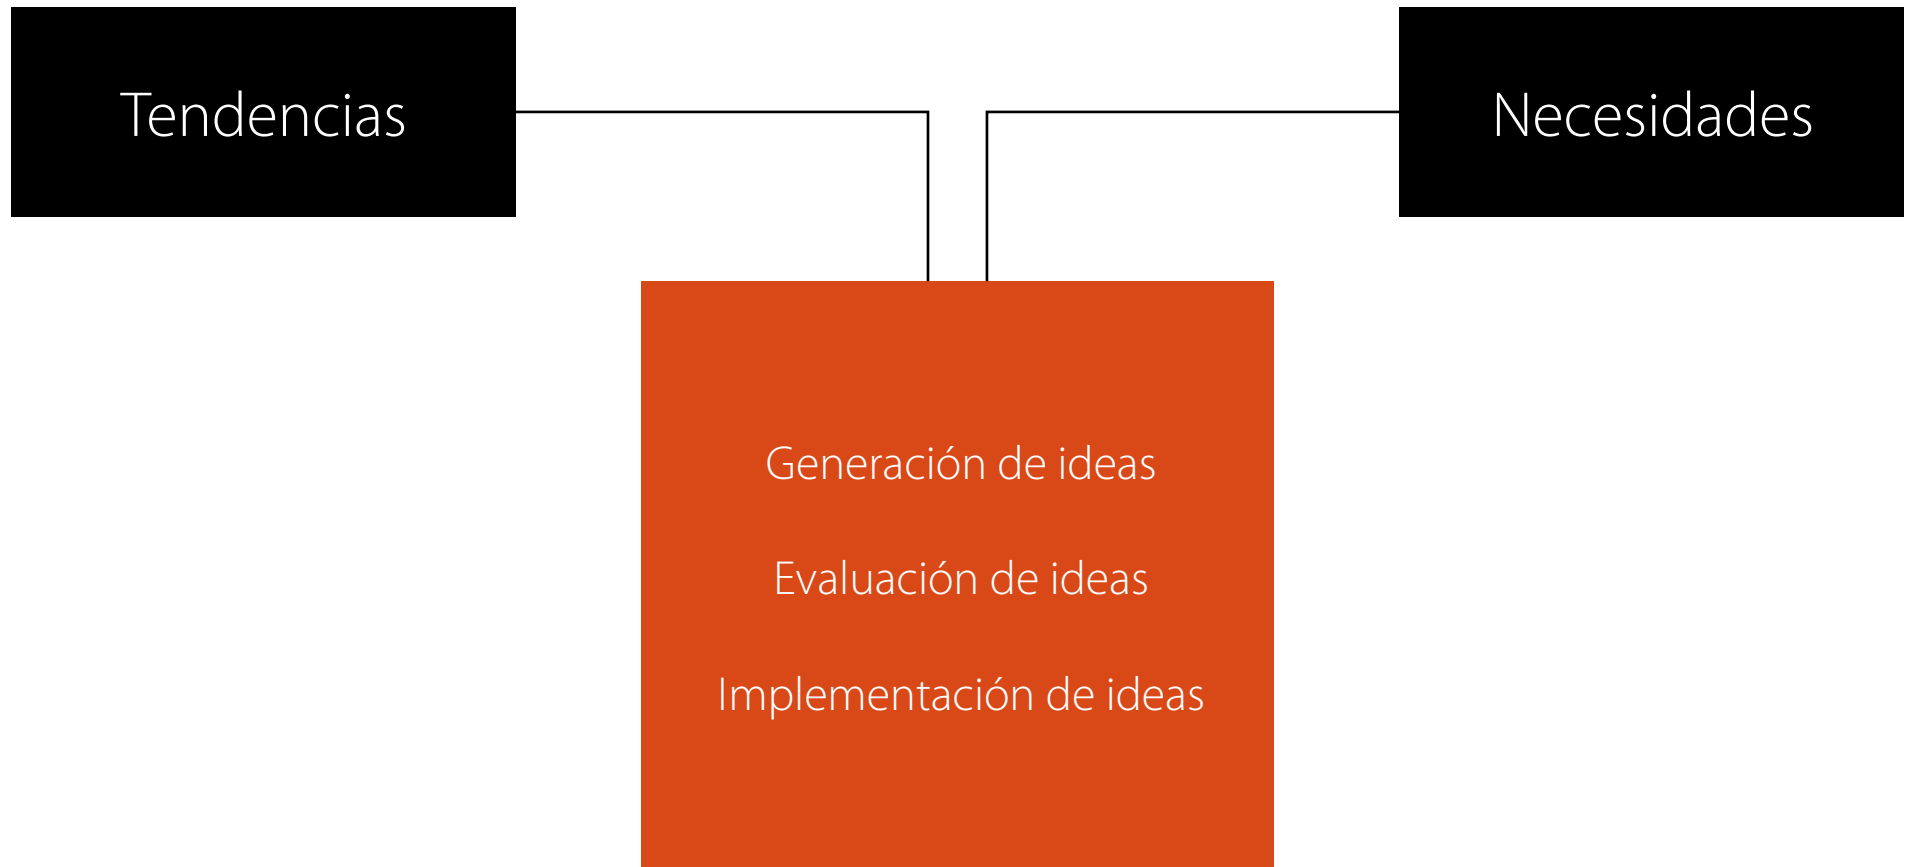 Tendencias
Necesidades
Generación de ideas
Evaluación de ideas
Implementación de ideas